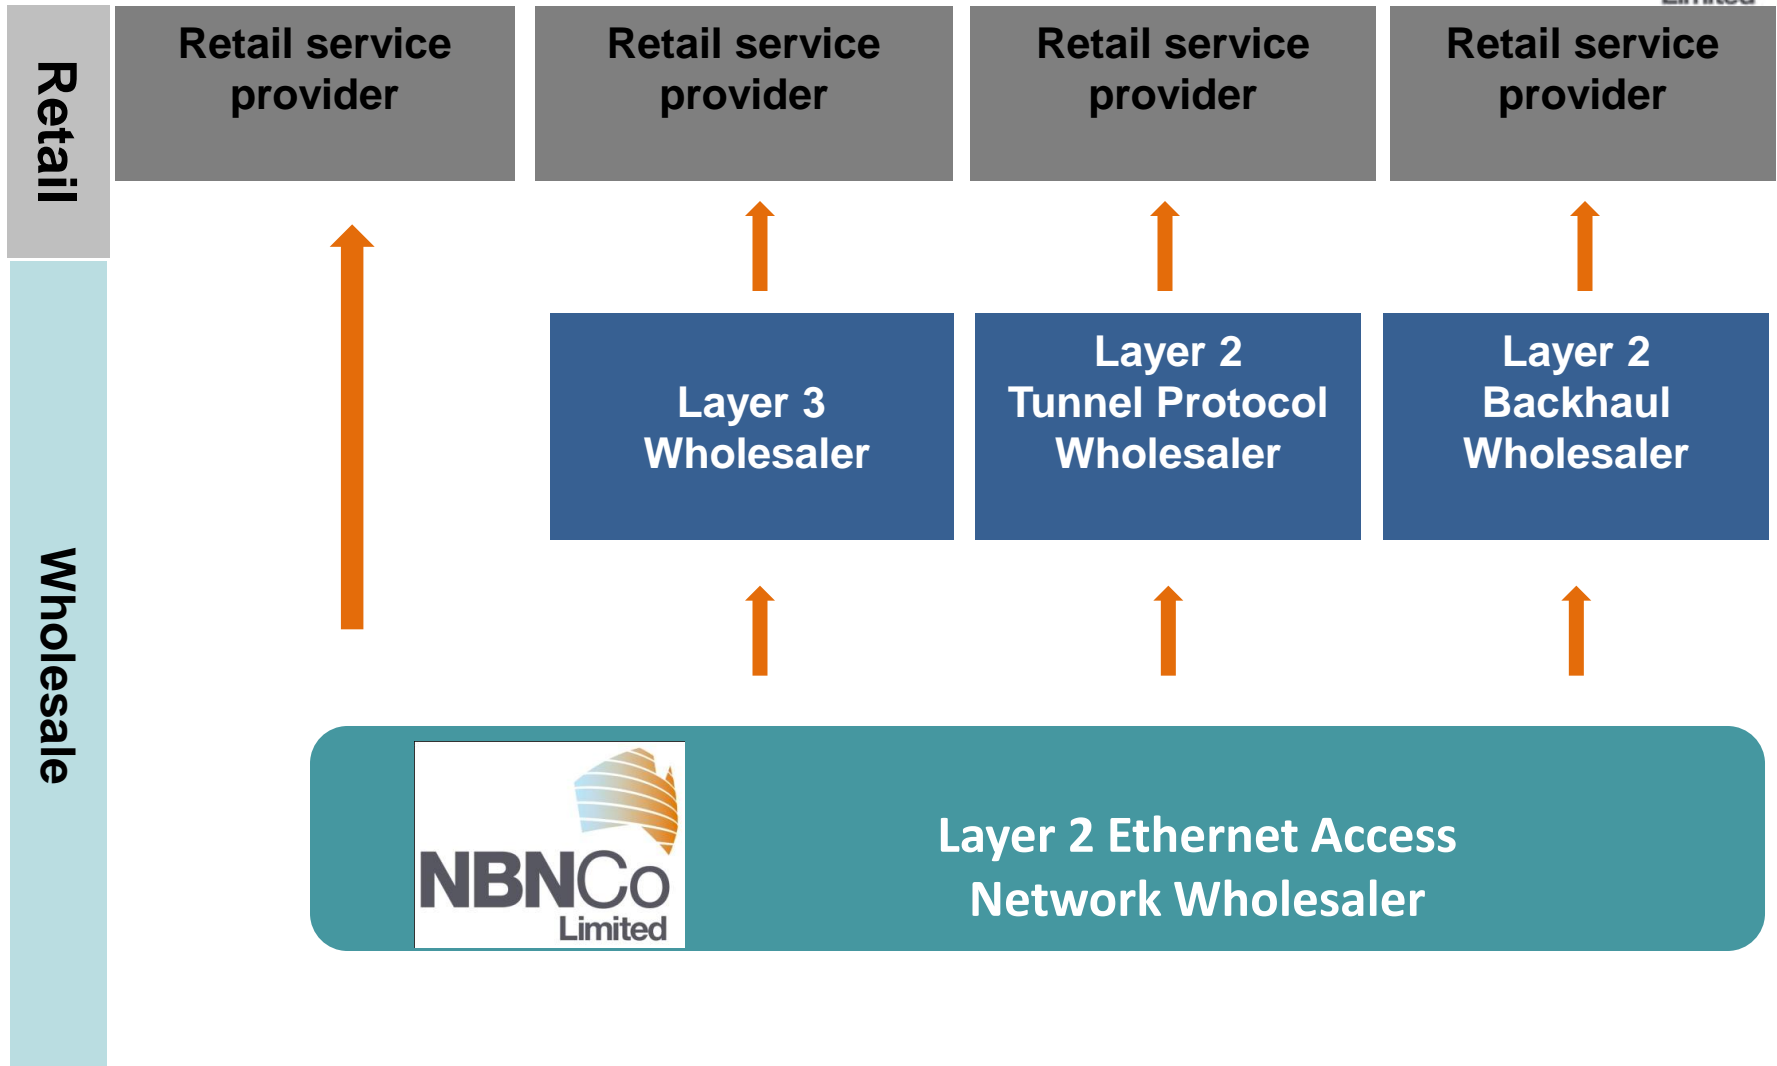 Limited
Retail
Retail service
provider
Retail service
provider
Retail service
provider
Retail service
provider
Wholesale
Layer 3
Wholesaler
Layer 2
Tunnel Protocol
Wholesaler
Layer 2
Backhaul
Wholesaler
NBNCo
Limited
Layer 2 Ethernet Access
Network Wholesaler